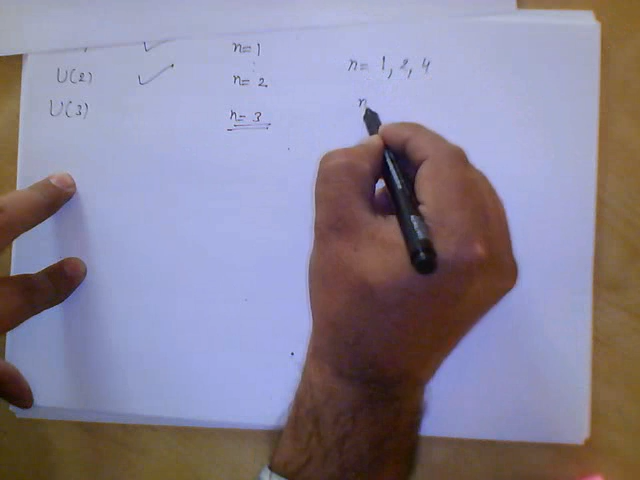 n=1
U(2) ✓ n=2
U(3) n=3
n= 1, 2, 4
n